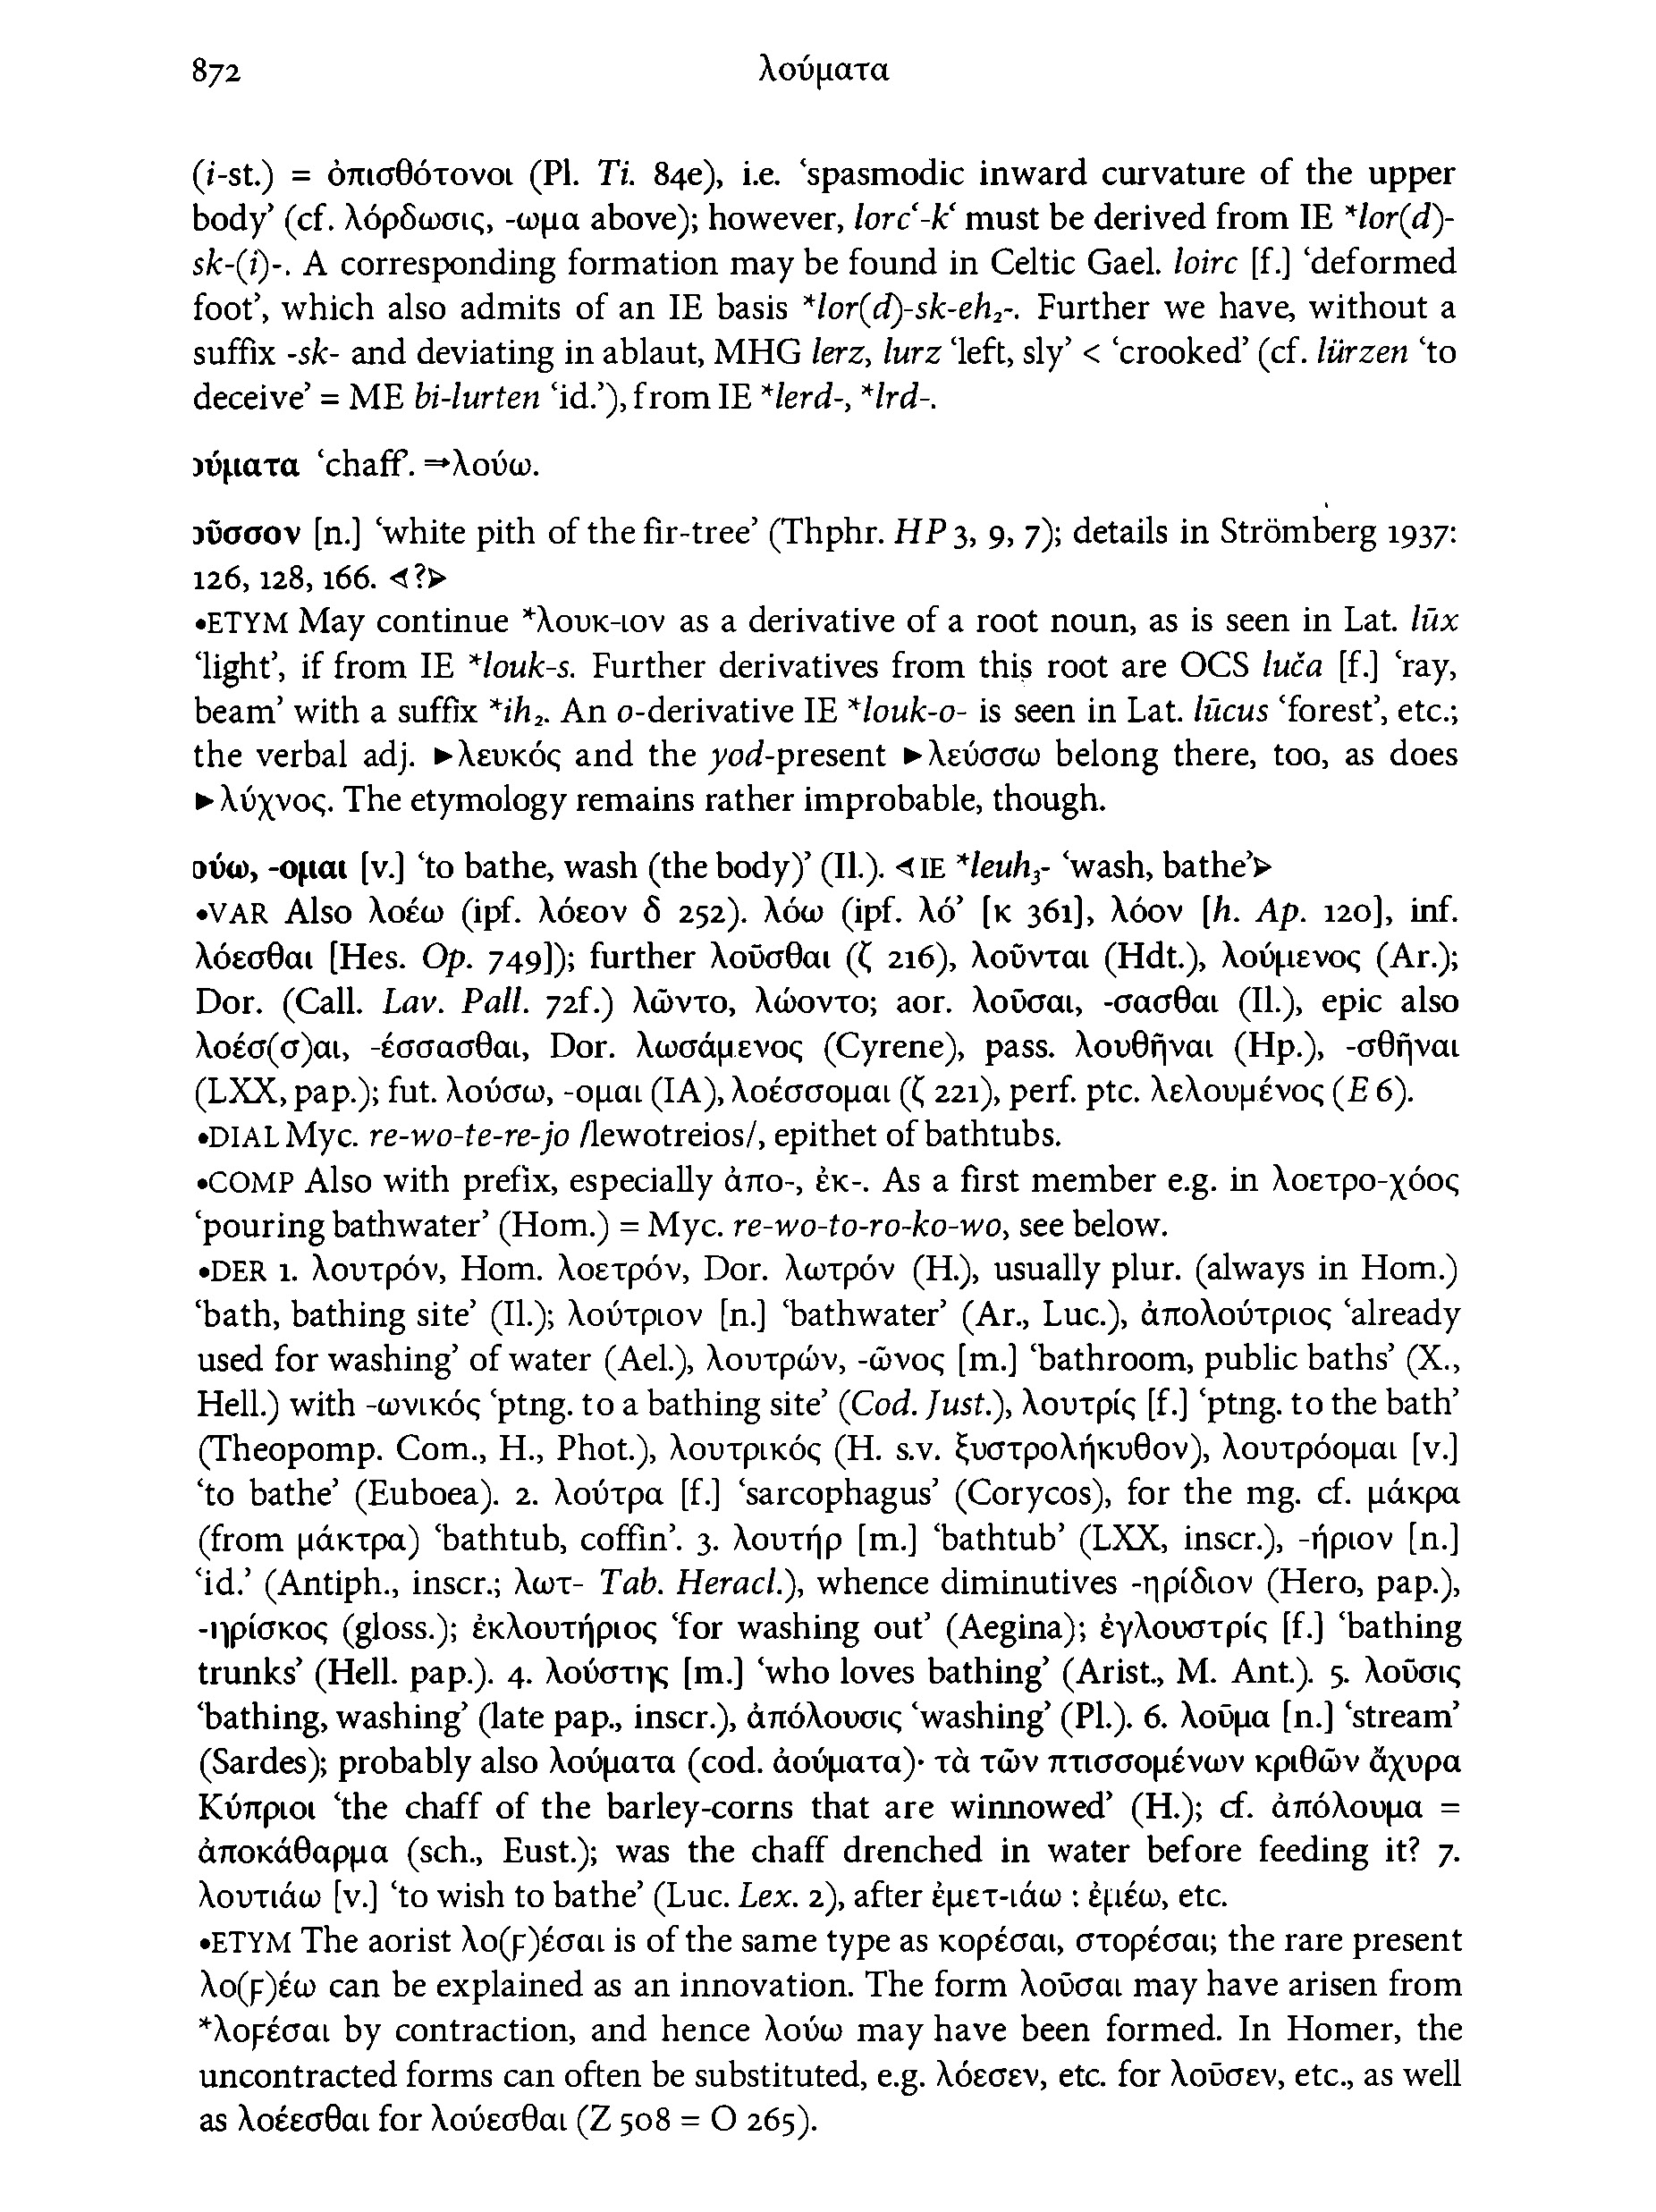 872 λούματα
(i-st.) = ὀπισθότονοι (Pl. Ti. 84e), i.e. ‘spasmodic inward curvature of the upper
body’ (cf. λόρδωσις, -ωμα above); however, lorc‘-k‘ must be derived from IE *lor(d)-
sk-(i)-. A corresponding formation may be found in Celtic Gael. loirc [f.] ‘deformed
foot’, which also admits of an IE basis *lor(d)-sk-eh₂-. Further we have, without a
suffix -sk- and deviating in ablaut, MHG lerz, lurz ‘left, sly’ < ‘crooked’ (cf. lürzen ‘to
deceive’ = ME bi-lurten ‘id.’), from IE *lerd-, *lrd-.
ούματα ‘chaff’. ⇒λούω.
οῦσσον [n.] ‘white pith of the fir-tree’ (Thphr. HP 3, 9, 7); details in Strömberg 1937:
126, 128, 166. ◁?▷
•ETYM May continue *λουκ-ιον as a derivative of a root noun, as is seen in Lat. lūx
‘light’, if from IE *louk-s. Further derivatives from this root are OCS luča [f.] ‘ray,
beam’ with a suffix *ih₂. An o-derivative IE *louk-o- is seen in Lat. lūcus ‘forest’, etc.;
the verbal adj. ►λευκός and the yod-present ►λεύσσω belong there, too, as does
►λύχνος. The etymology remains rather improbable, though.
ούω, -ομαι [v.] ‘to bathe, wash (the body)’ (Il.). ◁IE *leuh₃- ‘wash, bathe’▷
•VAR Also λοέω (ipf. λόεον δ 252). λόω (ipf. λό’ [κ 361], λόον [h. Ap. 120], inf.
λόεσθαι [Hes. Op. 749]); further λοῦσθαι (ζ 216), λοῦνται (Hdt.), λούμενος (Ar.);
Dor. (Call. Lav. Pall. 72f.) λῶντο, λώοντο; aor. λοῦσαι, -σασθαι (Il.), epic also
λοέσ(σ)αι, -έσσασθαι, Dor. λωσάμενος (Cyrene), pass. λουθῆναι (Hp.), -σθῆναι
(LXX, pap.); fut. λούσω, -ομαι (IA), λοέσσομαι (ζ 221), perf. ptc. λελουμένος (E 6).
•DIAL Myc. re-wo-te-re-jo /lewotreios/, epithet of bathtubs.
•COMP Also with prefix, especially ἀπο-, ἐκ-. As a first member e.g. in λοετρο-χόος
‘pouring bathwater’ (Hom.) = Myc. re-wo-to-ro-ko-wo, see below.
•DER 1. λουτρόν, Hom. λοετρόν, Dor. λωτρόν (H.), usually plur. (always in Hom.)
‘bath, bathing site’ (Il.); λούτριον [n.] ‘bathwater’ (Ar., Luc.), ἀπολούτριος ‘already
used for washing’ of water (Ael.), λουτρών, -ῶνος [m.] ‘bathroom, public baths’ (X.,
Hell.) with -ωνικός ‘ptng. to a bathing site’ (Cod. Just.), λουτρίς [f.] ‘ptng. to the bath’
(Theopomp. Com., H., Phot.), λουτρικός (H. s.v. ξυστρολήκυθον), λουτρόομαι [v.]
‘to bathe’ (Euboea). 2. λούτρα [f.] ‘sarcophagus’ (Corycos), for the mg. cf. μάκρα
(from μάκτρα) ‘bathtub, coffin’. 3. λουτήρ [m.] ‘bathtub’ (LXX, inscr.), -ήριον [n.]
‘id.’ (Antiph., inscr.; λωτ- Tab. Heracl.), whence diminutives -ηρίδιον (Hero, pap.),
-ηρίσκος (gloss.); ἐκλουτήριος ‘for washing out’ (Aegina); ἐγλουστρίς [f.] ‘bathing
trunks’ (Hell. pap.). 4. λούστης [m.] ‘who loves bathing’ (Arist., M. Ant.). 5. λοῦσις
‘bathing, washing’ (late pap., inscr.), ἀπόλουσις ‘washing’ (Pl.). 6. λοῦμα [n.] ‘stream’
(Sardes); probably also λούματα (cod. ἀούματα)· τὰ τῶν πτισσομένων κριθῶν ἄχυρα
Κύπριοι ‘the chaff of the barley-corns that are winnowed’ (H.); cf. ἀπόλουμα =
ἀποκάθαρμα (sch., Eust.); was the chaff drenched in water before feeding it? 7.
λουτιάω [v.] ‘to wish to bathe’ (Luc. Lex. 2), after ἐμετ-ιάω : ἐμέω, etc.
•ETYM The aorist λο(ϝ)έσαι is of the same type as κορέσαι, στορέσαι; the rare present
λο(ϝ)έω can be explained as an innovation. The form λοῦσαι may have arisen from
*λοϝέσαι by contraction, and hence λούω may have been formed. In Homer, the
uncontracted forms can often be substituted, e.g. λόεσεν, etc. for λοῦσεν, etc., as well
as λοέεσθαι for λούεσθαι (Z 508 = O 265).